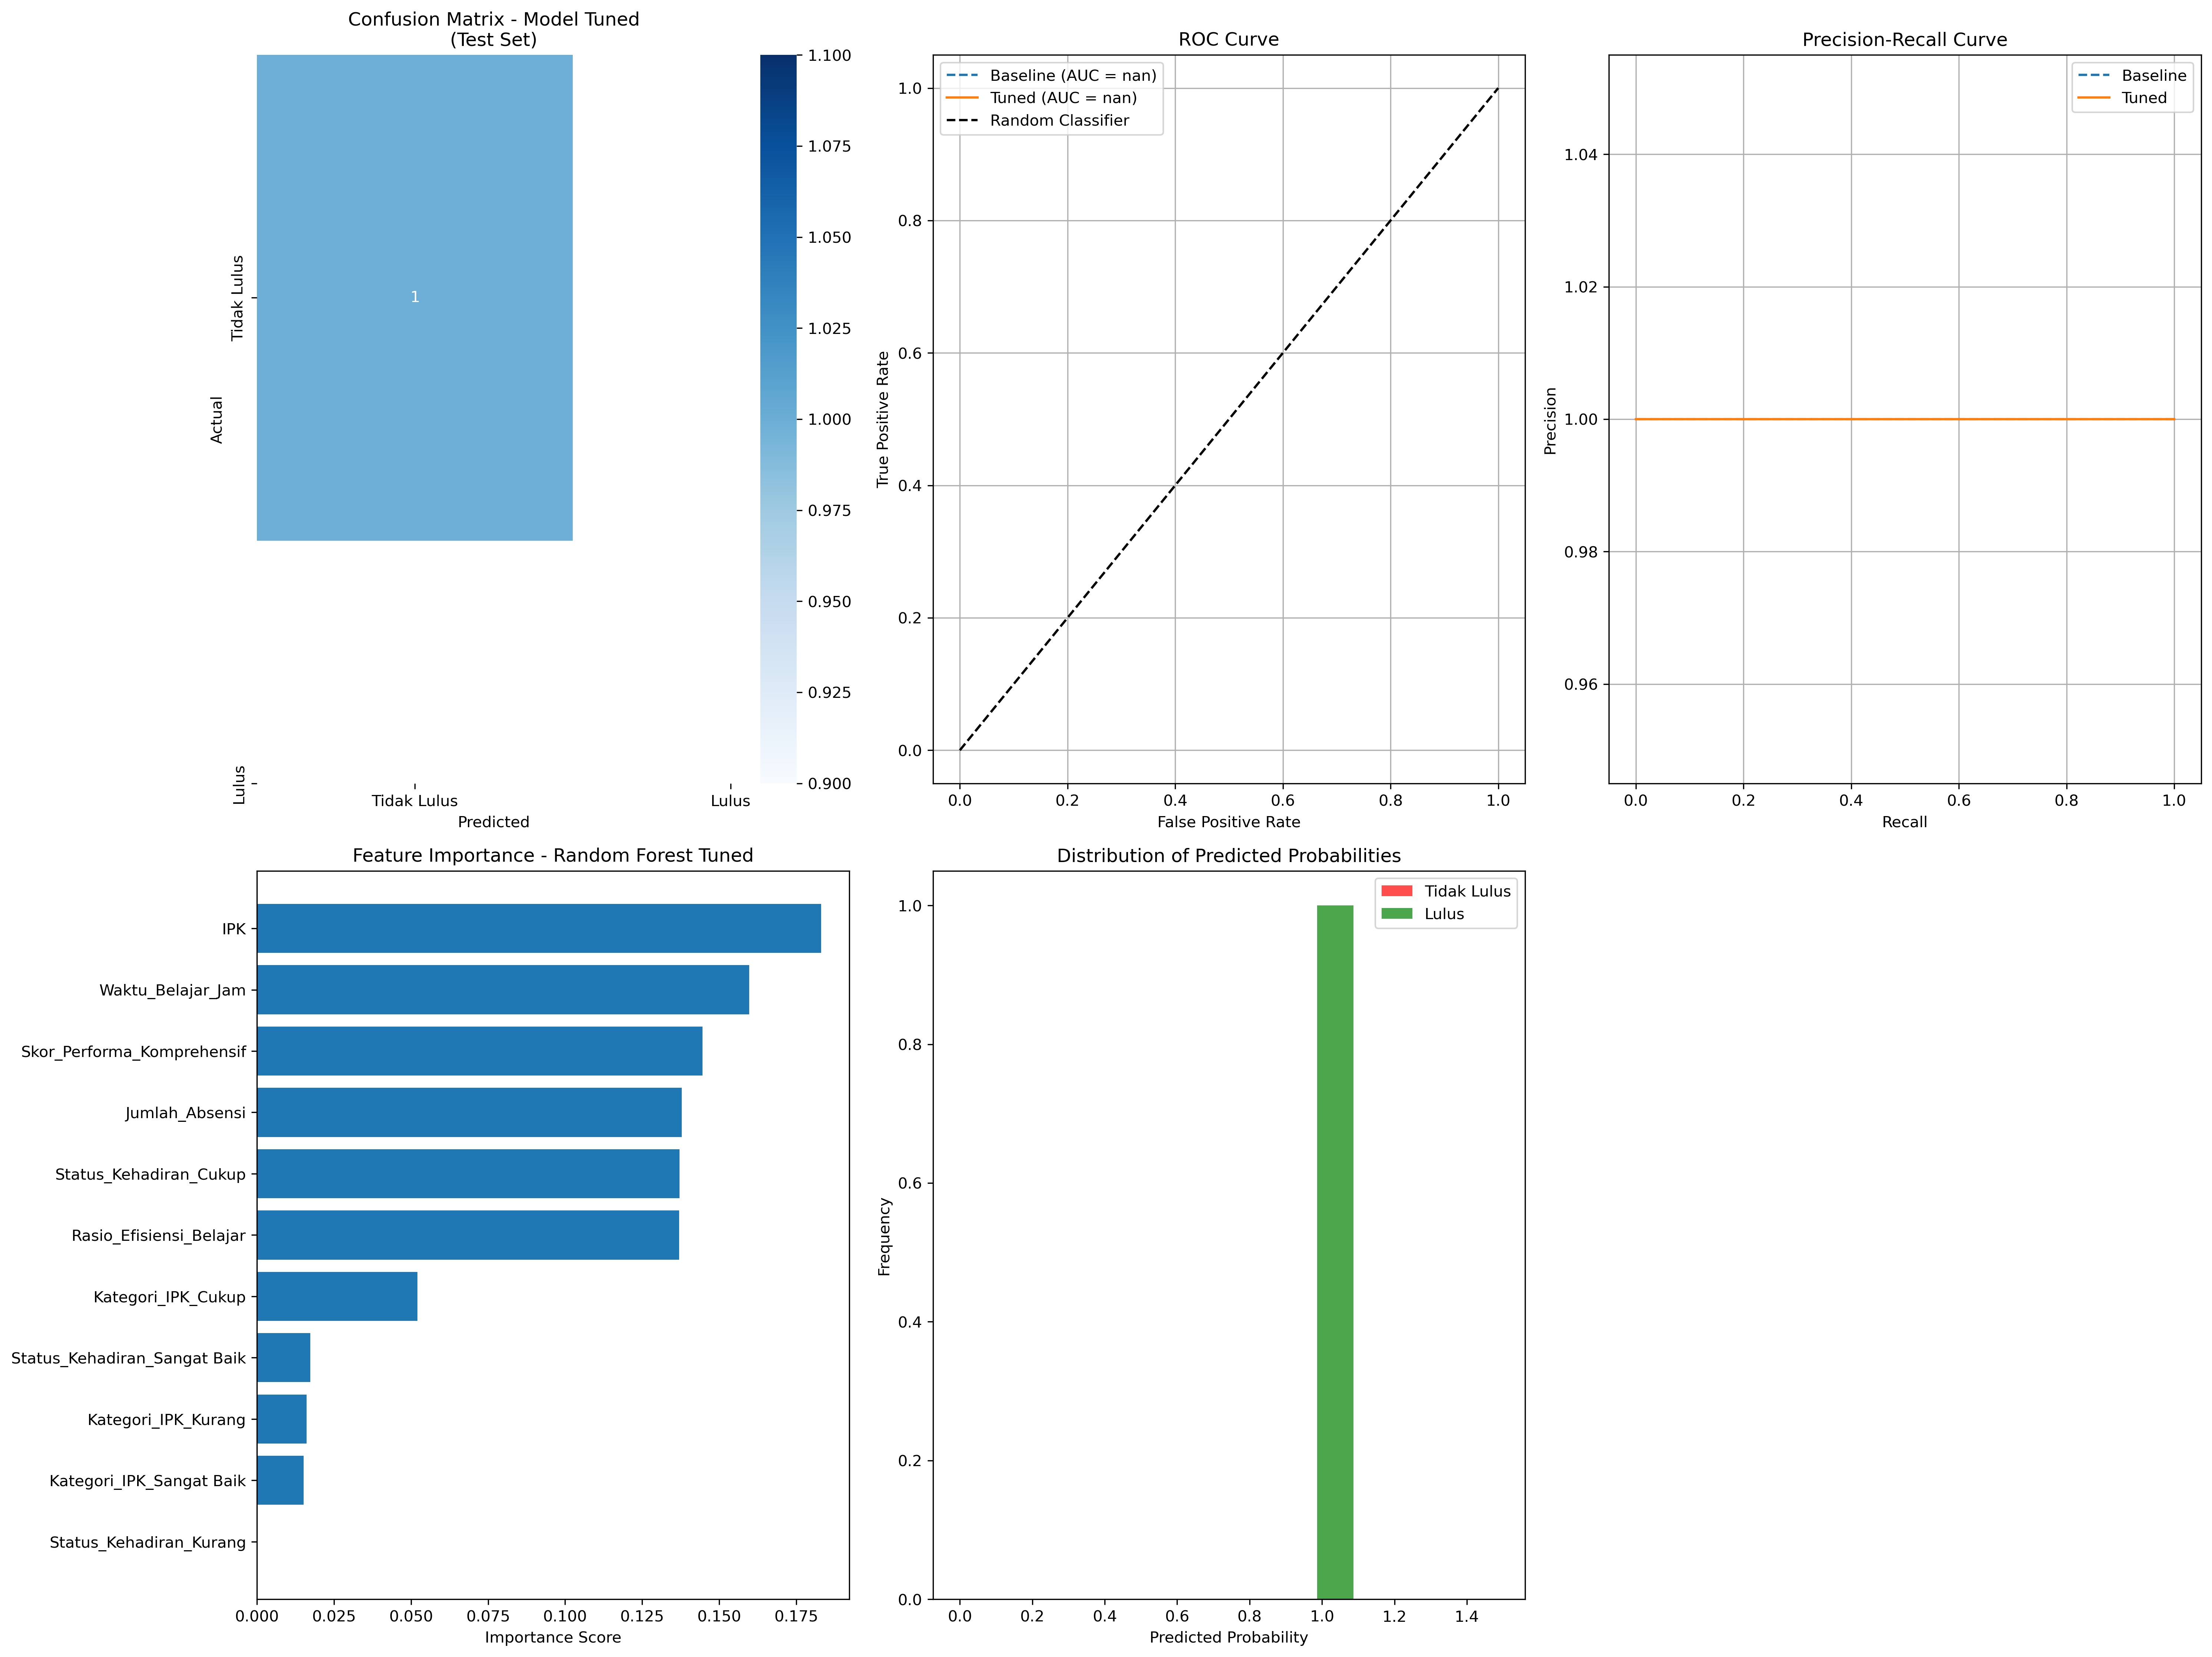 Confusion Matrix - Model Tuned
(Test Set)
Actual
Tidak Lulus
Lulus
1
Tidak Lulus
Lulus
Predicted
1.100
1.075
1.050
1.025
1.000
0.975
0.950
0.925
0.900
ROC Curve
Baseline (AUC = nan)
Tuned (AUC = nan)
Random Classifier
True Positive Rate
1.0
0.8
0.6
0.4
0.2
0.0
0.0 0.2 0.4 0.6 0.8 1.0
False Positive Rate
Precision-Recall Curve
Baseline
Tuned
Precision
1.04
1.02
1.00
0.98
0.96
0.0 0.2 0.4 0.6 0.8 1.0
Recall
Feature Importance - Random Forest Tuned
IPK
Waktu_Belajar_Jam
Skor_Performa_Komprehensif
Jumlah_Absensi
Status_Kehadiran_Cukup
Rasio_Efisiensi_Belajar
Kategori_IPK_Cukup
Status_Kehadiran_Sangat Baik
Kategori_IPK_Kurang
Kategori_IPK_Sangat Baik
Status_Kehadiran_Kurang
0.000 0.025 0.050 0.075 0.100 0.125 0.150 0.175
Importance Score
Distribution of Predicted Probabilities
Tidak Lulus
Lulus
Frequency
1.0
0.8
0.6
0.4
0.2
0.0
0.0 0.2 0.4 0.6 0.8 1.0 1.2 1.4
Predicted Probability